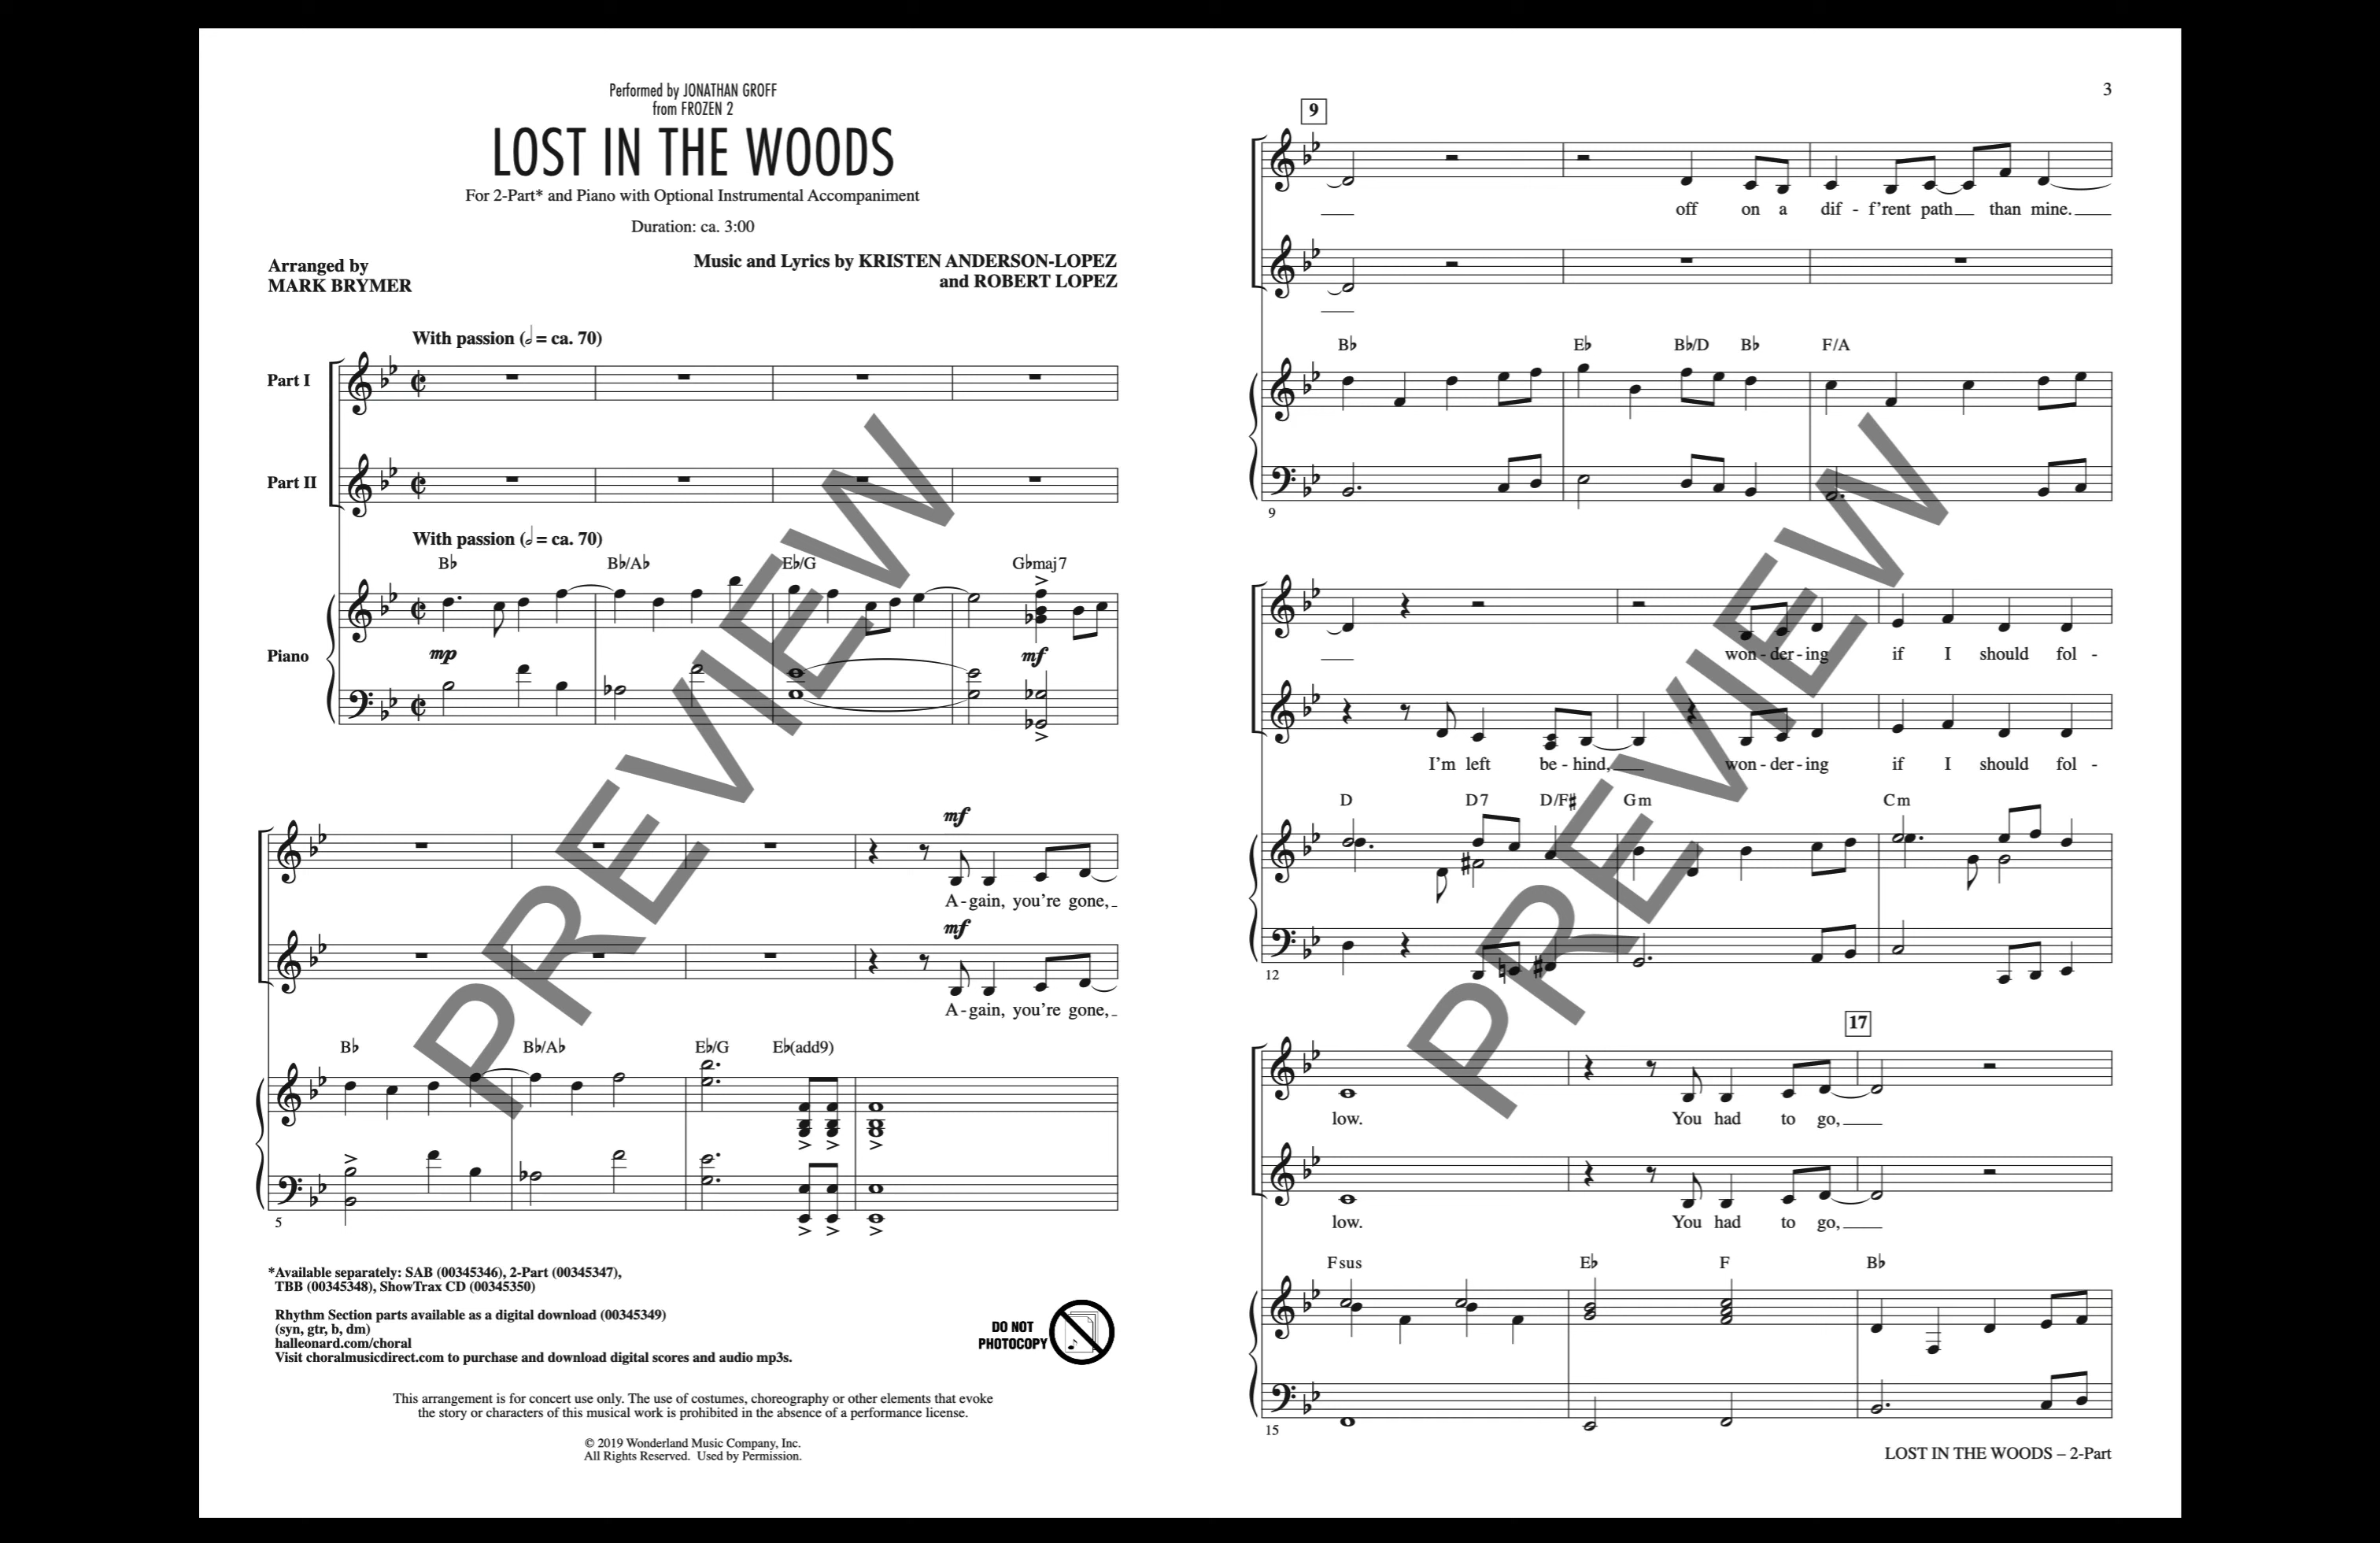 Performed by JONATHAN GROFF
from FROZEN 2
LOST IN THE WOODS
For 2-Part* and Piano with Optional Instrumental Accompaniment
Duration: ca. 3:00
Arranged by
MARK BRYMER
Music and Lyrics by KRISTEN ANDERSON-LOPEZ
and ROBERT LOPEZ
With passion (𝅗𝅥 = ca. 70)
Part I
Part II
With passion (𝅗𝅥 = ca. 70)
B♭ B♭/A♭ E♭/G G♭maj7
Piano
mp mf
mf
A - gain, you're gone,_
mf
A - gain, you're gone,_
B♭ B♭/A♭ E♭/G E♭(add9)
5
*Available separately: SAB (00345346), 2-Part (00345347),
TBB (00345348), ShowTrax CD (00345350)
Rhythm Section parts available as a digital download (00345349)
(syn, gtr, b, dm)
halleonard.com/choral
Visit choralmusicdirect.com to purchase and download digital scores and audio mp3s.
DO NOT
PHOTOCOPY
This arrangement is for concert use only. The use of costumes, choreography or other elements that evoke
the story or characters of this musical work is prohibited in the absence of a performance license.
© 2019 Wonderland Music Company, Inc.
All Rights Reserved. Used by Permission.
PREVIEW
3
9
off on a dif - f'rent path__ than mine.____
B♭ E♭ B♭/D B♭ F/A
9
won - der - ing if I should fol -
I'm left be - hind,____ won - der - ing if I should fol -
D D7 D/F♯ Gm Cm
12
17
low. You had to go,____
low. You had to go,____
Fsus E♭ F B♭
15
LOST IN THE WOODS – 2-Part
PREVIEW